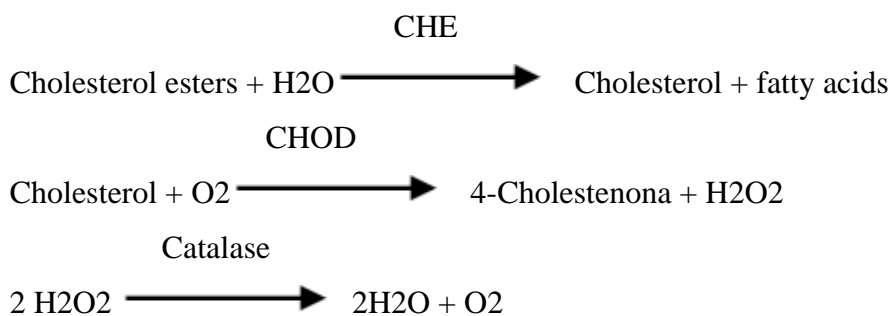 CHE
Cholesterol esters + H2O Cholesterol + fatty acids
CHOD
Cholesterol + O2 4-Cholestenona + H2O2
Catalase
2 H2O2 2H2O + O2